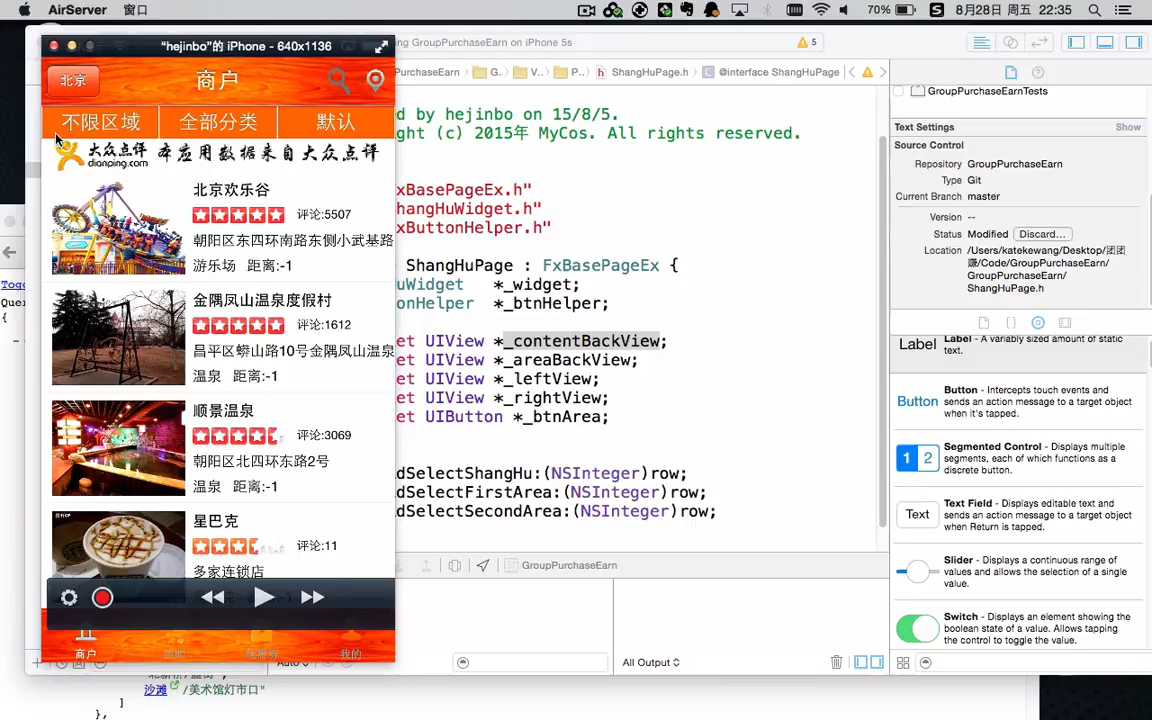 AirServer 窗口
70% 8月28日 周五 22:35
"hejinbo"的 iPhone - 640x1136
ng GroupPurchaseEarn on iPhone 5s
5
北京
商户
不限区域
全部分类
默认
大众点评
dianping.com
本应用数据来自大众点评
北京欢乐谷
评论:5507
朝阳区东四环南路东侧小武基路
游乐场 距离:-1
金隅凤山温泉度假村
评论:1612
昌平区蟒山路10号金隅凤山温泉
温泉 距离:-1
顺景温泉
评论:3069
朝阳区北四环东路2号
温泉 距离:-1
星巴克
评论:11
多家连锁店
商户
我的
PurchaseEarn
G.
V...
P...
ShangHuPage.h
@interface ShangHuPage
ed by hejinbo on 15/8/5.
ght (c) 2015年 MyCos. All rights reserved.
xBasePageEx.h"
hangHuWidget.h"
xButtonHelper.h"
ShangHuPage : FxBasePageEx {
uWidget *_widget;
onHelper *_btnHelper;
et UIView *_contentBackView;
et UIView *_areaBackView;
et UIView *_leftView;
et UIView *_rightView;
et UIButton *_btnArea;
dSelectShangHu:(NSInteger)row;
dSelectFirstArea:(NSInteger)row;
dSelectSecondArea:(NSInteger)row;
GroupPurchaseEarn
Auto
All Output
GroupPurchaseEarnTests
Text Settings
Show
Source Control
Repository GroupPurchaseEarn
Type Git
Current Branch master
Version --
Status Modified Discard...
Location /Users/katekewang/Desktop/团团
赚/Code/GroupPurchaseEarn/
GroupPurchaseEarn/
ShangHuPage.h
Label
Label - A variably sized amount of static
text.
Button
Button - Intercepts touch events and
sends an action message to a target object
when it's tapped.
1 2
Segmented Control - Displays multiple
segments, each of which functions as a
discrete button.
Text
Text Field - Displays editable text and
sends an action message to a target object
when Return is tapped.
Slider - Displays a continuous range of
values and allows the selection of a single
value.
Switch - Displays an element showing the
boolean state of a value. Allows tapping
the control to toggle the value.
Togg
Quer
{
沙滩 /美术馆灯市口"
]
},